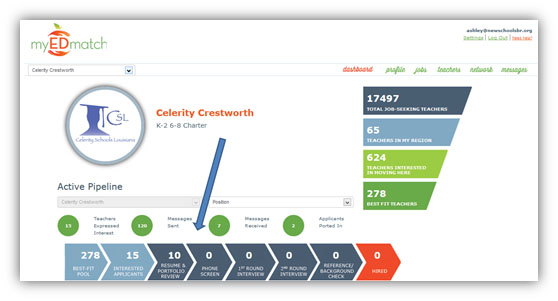 myEDmatch
ashley@newschoolsbr.org
Settings | Log Out | Need help?
Celerity Crestworth
dashboard profile jobs teachers network messages
CSL
Celerity Schools Louisiana
Celerity Crestworth
K-2 6-8 Charter
17497
TOTAL JOB-SEEKING TEACHERS
65
TEACHERS IN MY REGION
624
TEACHERS INTERESTED
IN MOVING HERE
278
BEST FIT TEACHERS
Active Pipeline
Celerity Crestworth
Position
15
Teachers
Expressed
Interest
128
Messages
Sent
7
Messages
Received
2
Applicants
Ported In
278
BEST-FIT
POOL
15
INTERESTED
APPLICANTS
10
RESUME &
PORTFOLIO
REVIEW
0
PHONE
SCREEN
0
1ST ROUND
INTERVIEW
0
2ND ROUND
INTERVIEW
0
REFERENCE/
BACKGROUND
CHECK
0
HIRED